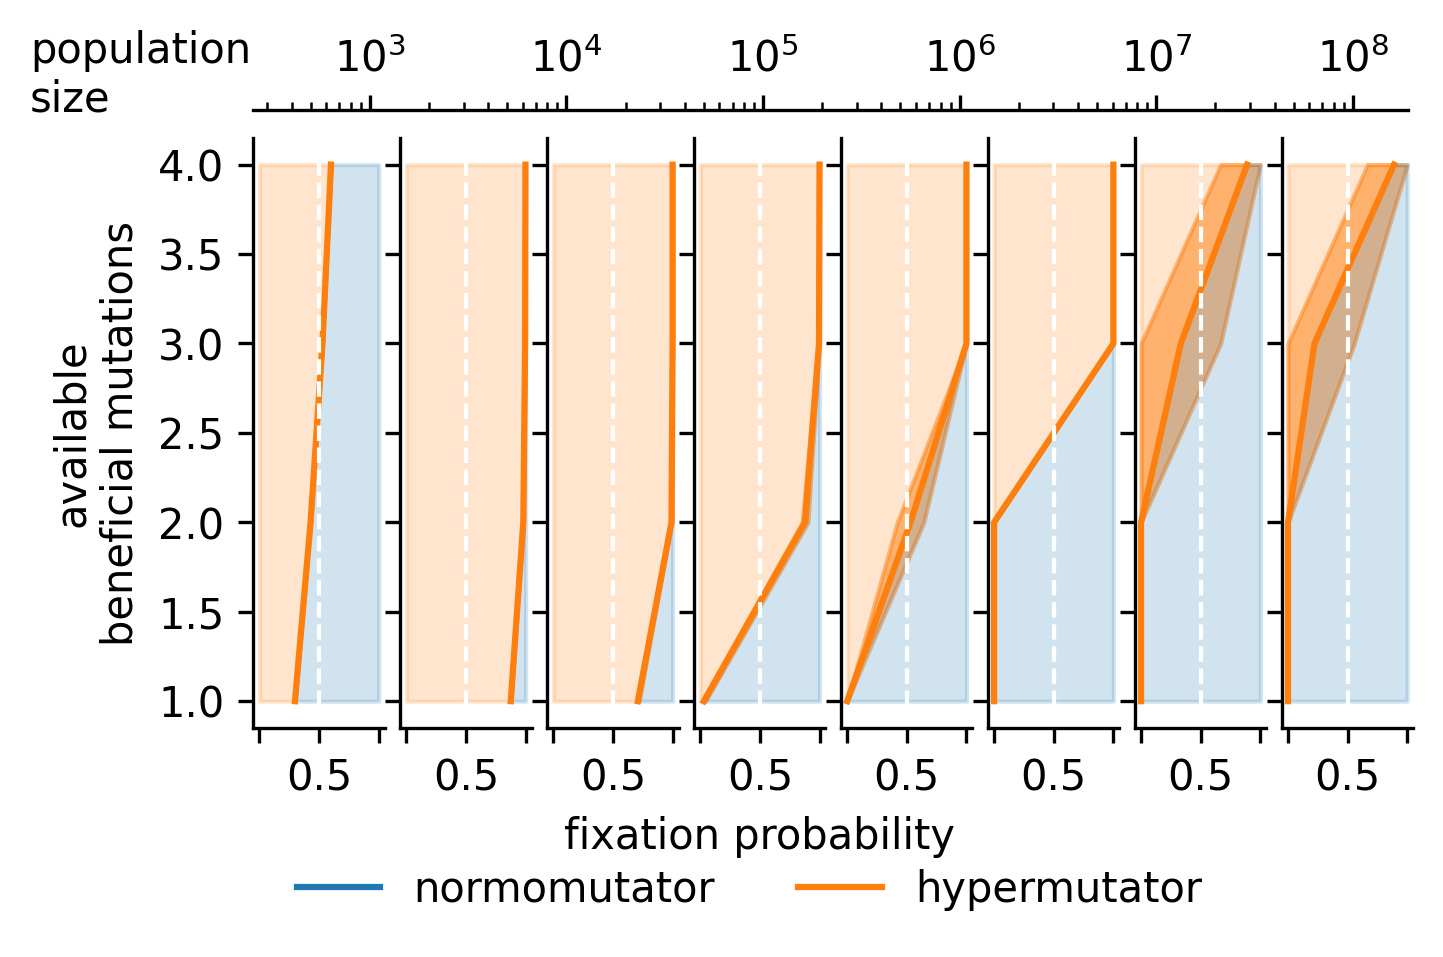 population
size
10³ 10⁴ 10⁵ 10⁶ 10⁷ 10⁸
available
beneficial mutations
4.0
3.5
3.0
2.5
2.0
1.5
1.0
0.5 0.5 0.5 0.5 0.5 0.5 0.5 0.5
fixation probability
normomutator hypermutator